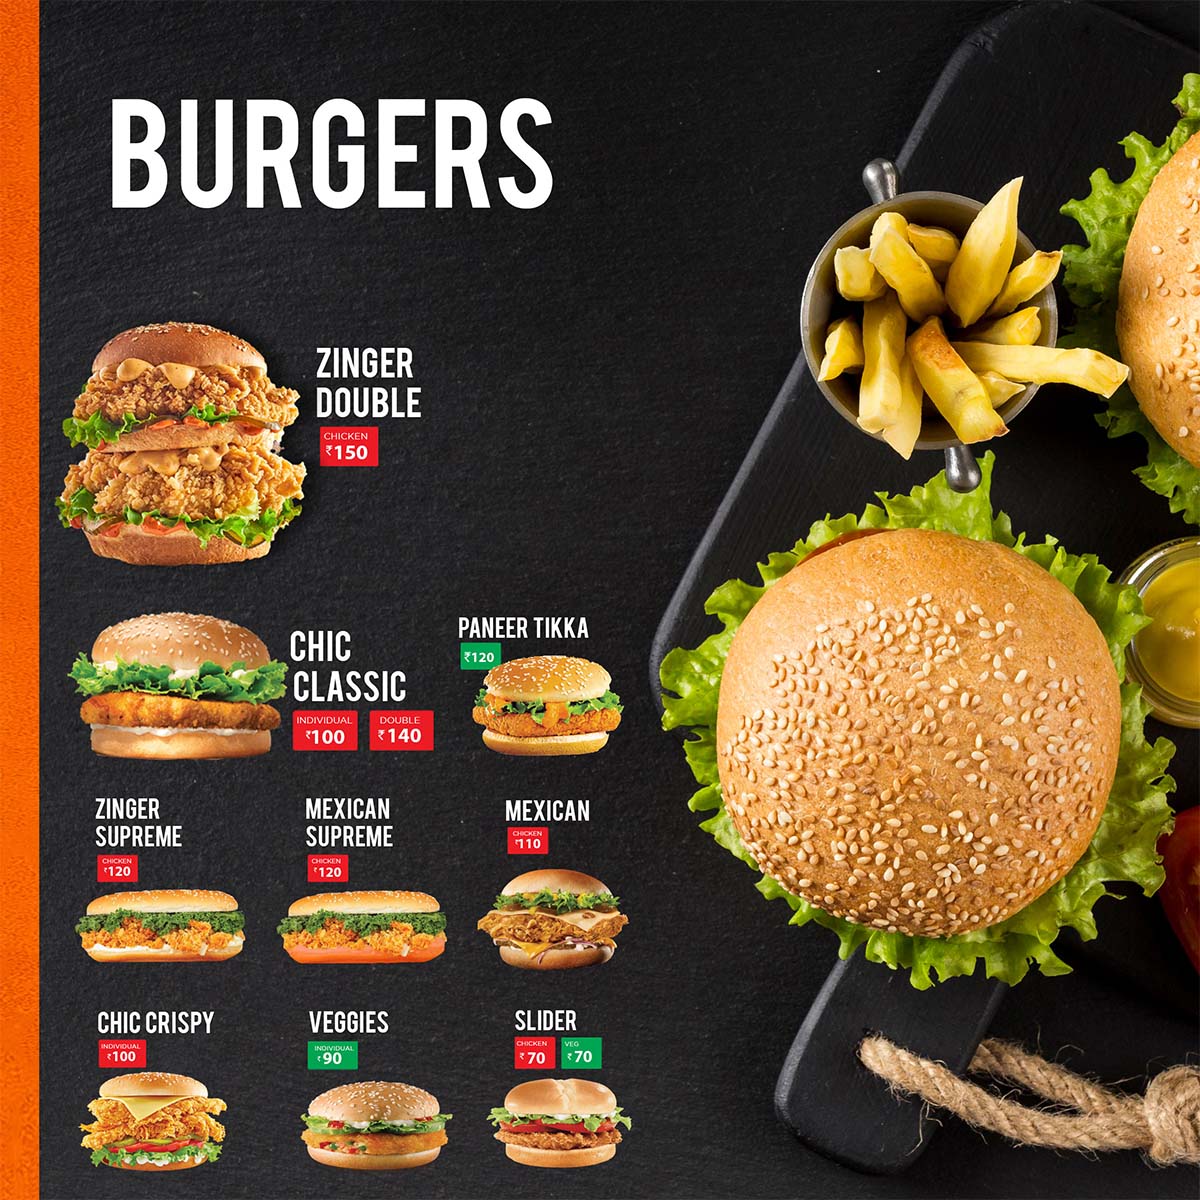 BURGERS
ZINGER
DOUBLE
CHICKEN
₹150
CHIC
CLASSIC
INDIVIDUAL
₹100
DOUBLE
₹140
PANEER TIKKA
₹120
ZINGER
SUPREME
CHICKEN
₹120
MEXICAN
SUPREME
CHICKEN
₹120
MEXICAN
CHICKEN
₹110
CHIC CRISPY
INDIVIDUAL
₹100
VEGGIES
INDIVIDUAL
₹90
SLIDER
CHICKEN
₹70
VEG
₹70